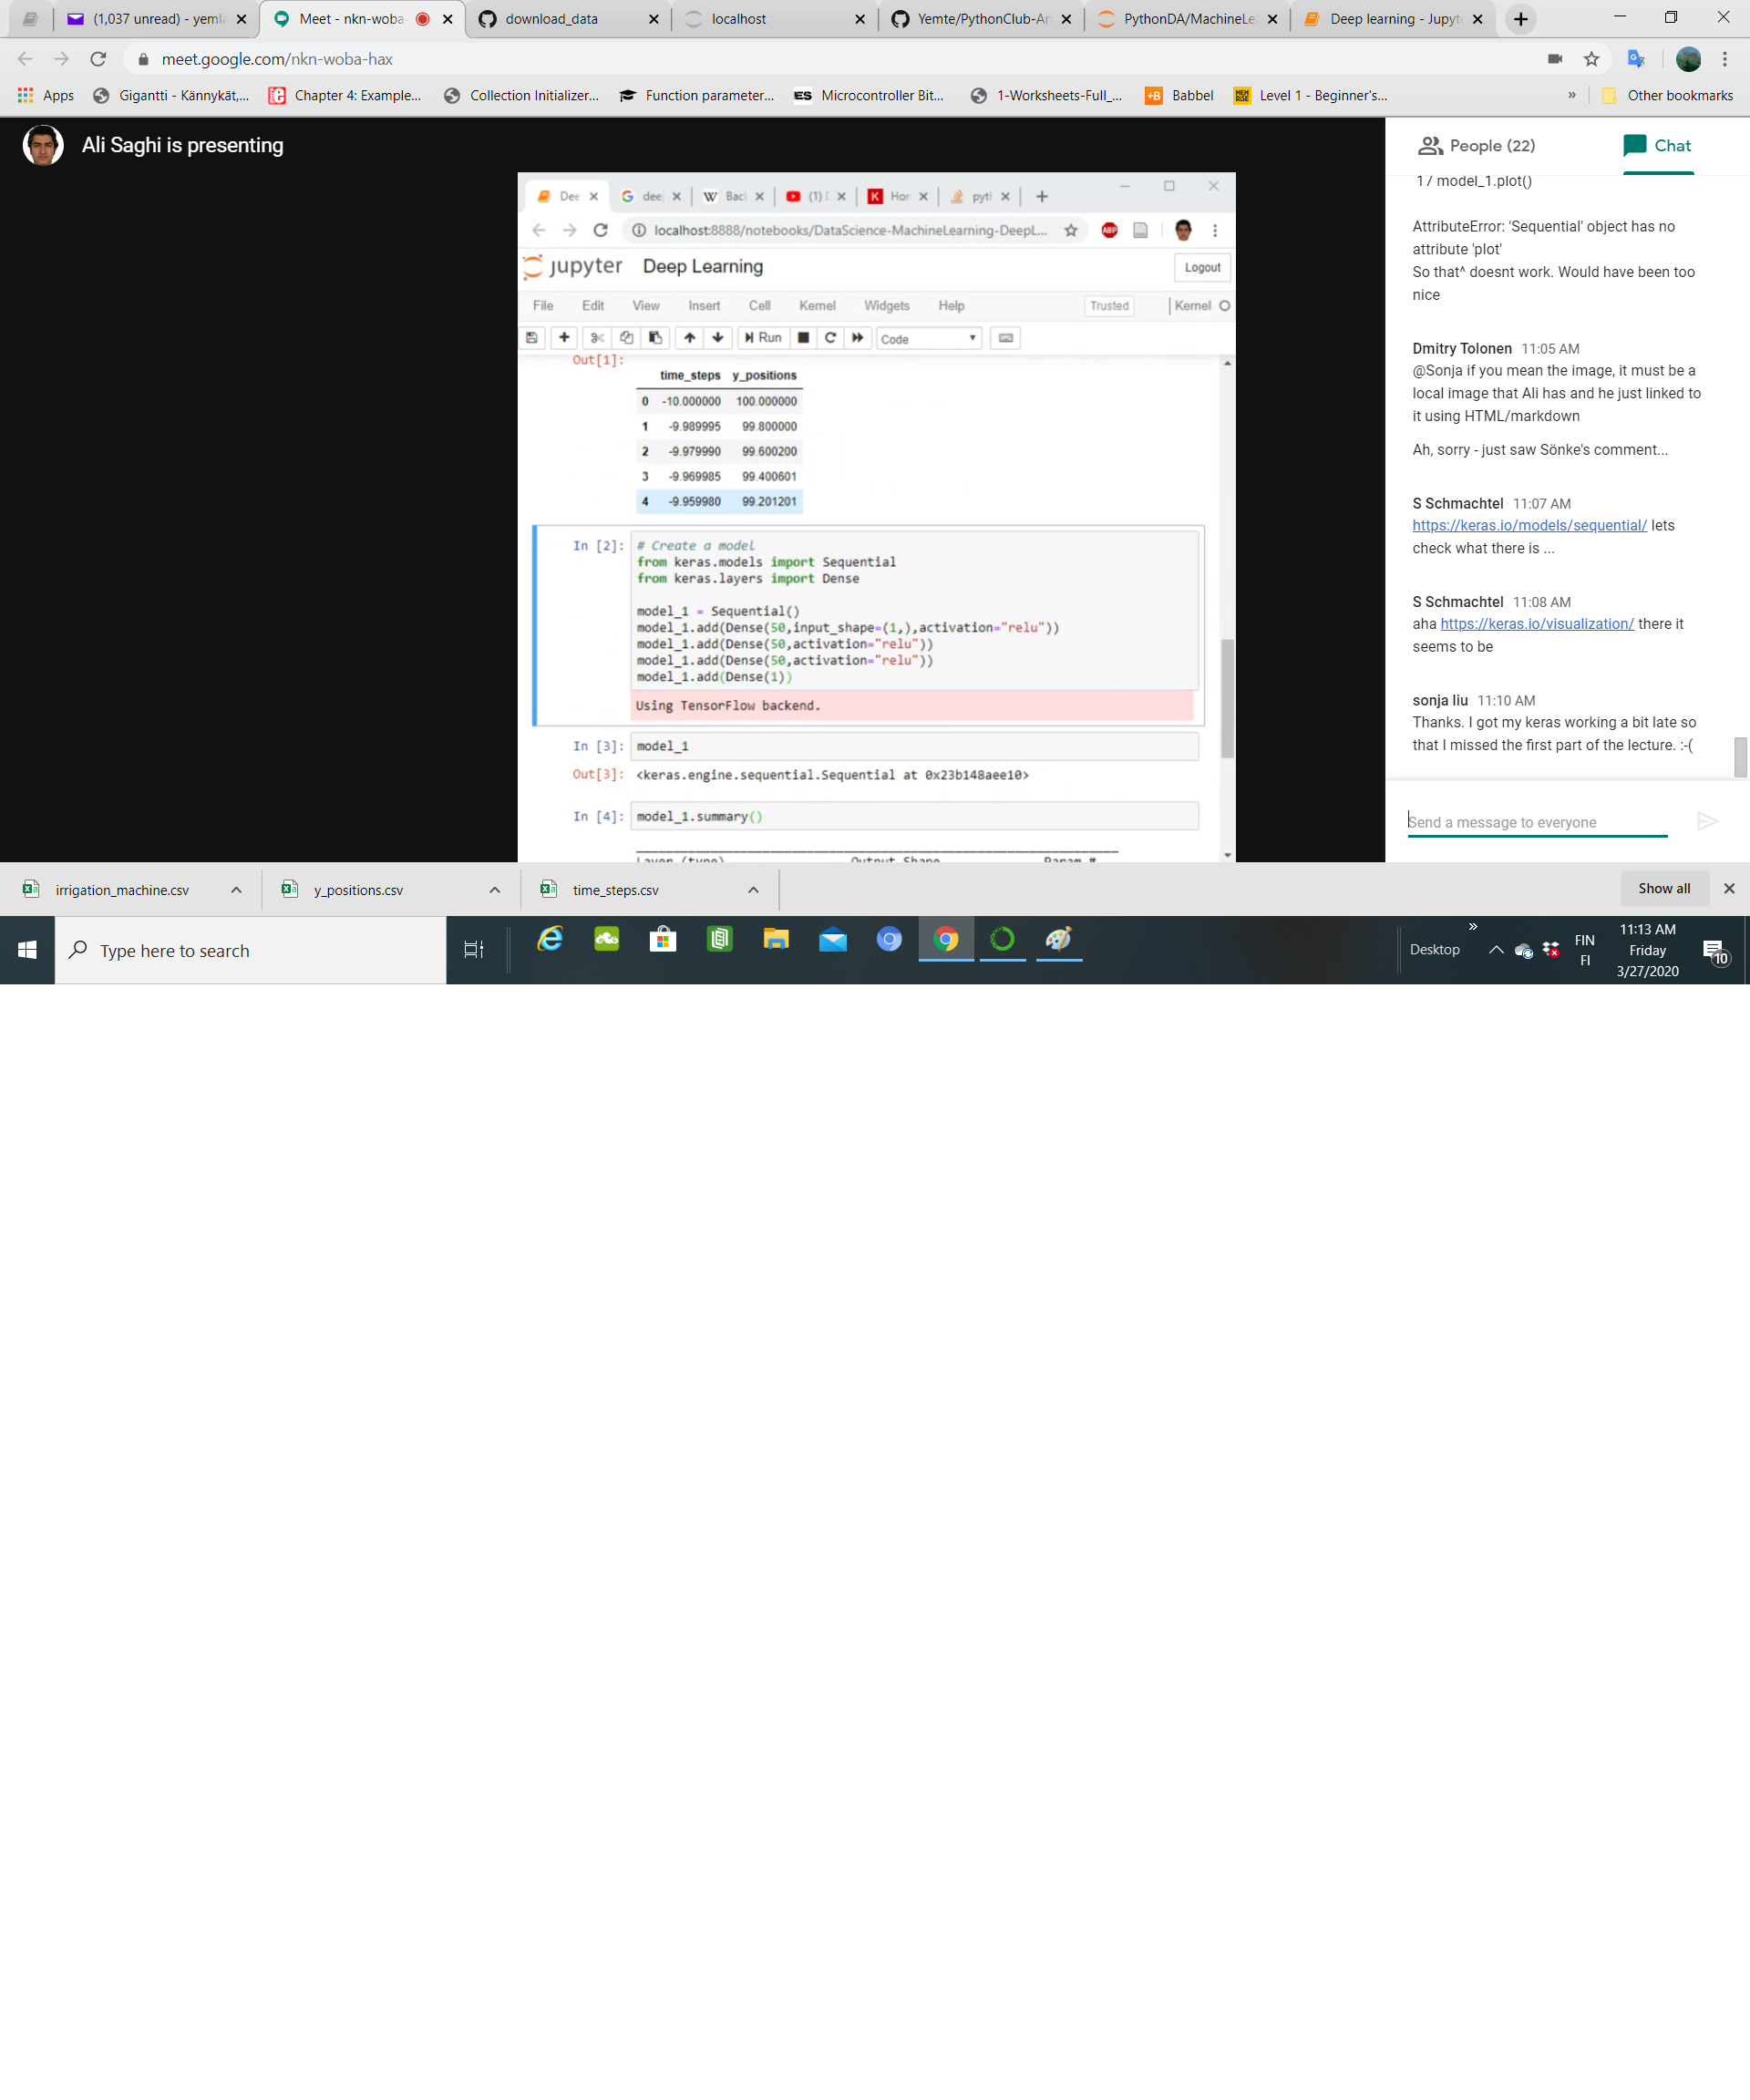 (1,037 unread) - yemla
Meet - nkn-woba
download_data
localhost
Yemte/PythonClub-An
PythonDA/MachineLe
Deep learning - Jupyt
meet.google.com/nkn-woba-hax
Apps
Gigantti - Kännykät,...
Chapter 4: Example...
Collection Initializer...
Function parameter...
ES Microcontroller Bit...
1-Worksheets-Full_...
+B Babbel
MEM RISE Level 1 - Beginner's...
»
Other bookmarks
Ali Saghi is presenting
Dee
G dee
W Bac
(1)
K Hor
pyt
localhost:8888/notebooks/DataScience-MachineLearning-DeepL...
ABP
jupyter Deep Learning
Logout
File Edit View Insert Cell Kernel Widgets Help
Trusted
Kernel
Run
Code
Out[1]:
time_steps y_positions
0 -10.000000 100.000000
1 -9.989995 99.800000
2 -9.979990 99.600200
3 -9.969985 99.400601
4 -9.959980 99.201201
In [2]: # Create a model
from keras.models import Sequential
from keras.layers import Dense
model_1 = Sequential()
model_1.add(Dense(50,input_shape=(1,),activation="relu"))
model_1.add(Dense(50,activation="relu"))
model_1.add(Dense(50,activation="relu"))
model_1.add(Dense(1))
Using TensorFlow backend.
In [3]: model_1
Out[3]: <keras.engine.sequential.Sequential at 0x23b148aee10>
In [4]: model_1.summary()
Layer (type) Output Shape Param #
People (22)
Chat
17 model_1.plot()
AttributeError: 'Sequential' object has no
attribute 'plot'
So that^ doesnt work. Would have been too
nice
Dmitry Tolonen 11:05 AM
@Sonja if you mean the image, it must be a
local image that Ali has and he just linked to
it using HTML/markdown
Ah, sorry - just saw Sönke's comment...
S Schmachtel 11:07 AM
https://keras.io/models/sequential/ lets
check what there is ...
S Schmachtel 11:08 AM
aha https://keras.io/visualization/ there it
seems to be
sonja liu 11:10 AM
Thanks. I got my keras working a bit late so
that I missed the first part of the lecture. :-(
Send a message to everyone
irrigation_machine.csv
y_positions.csv
time_steps.csv
Show all
Type here to search
Desktop
»
FIN
FI
11:13 AM
Friday
3/27/2020
10